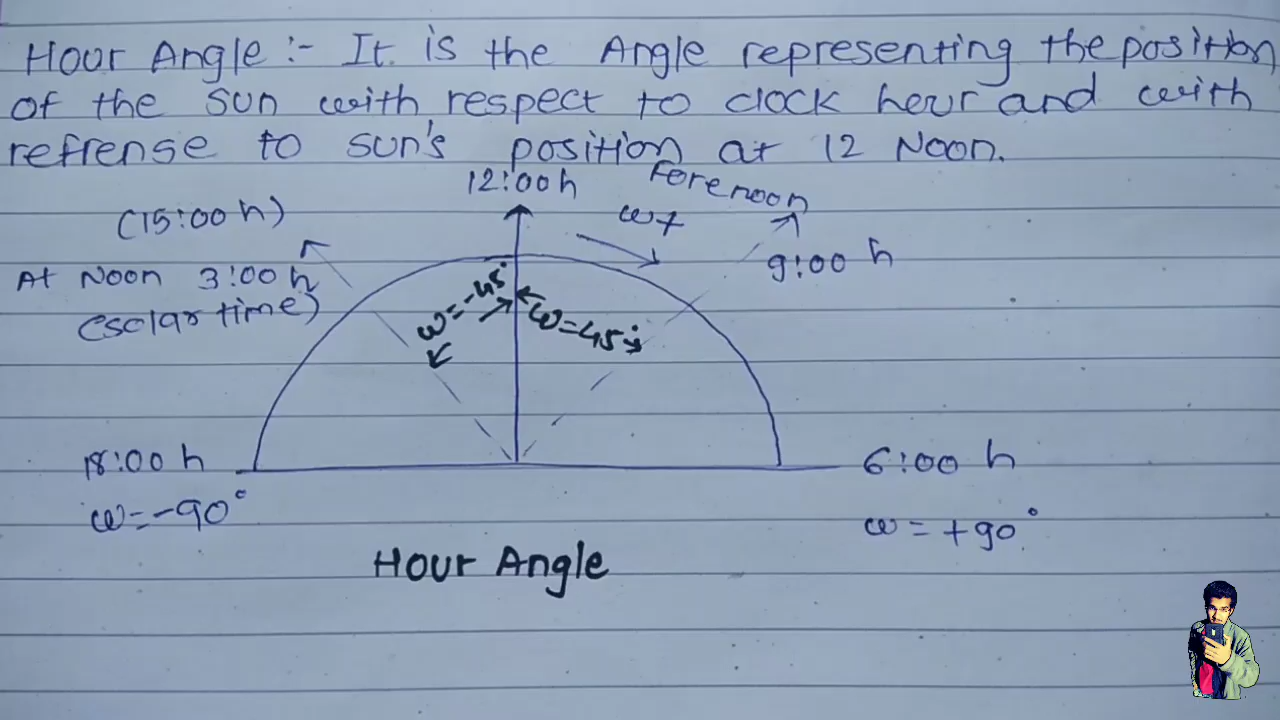 Hour Angle :- It is the Angle representing the position
of the sun with respect to clock hour and with
refrense to sun's position at 12 Noon.
12:00 h
Forenoon
(15:00 h)
ω+
9:00 h
At Noon 3:00 h
(solar time)
ω=-45°
ω=45°
18:00 h
6:00 h
ω=-90°
ω=+90°
Hour Angle